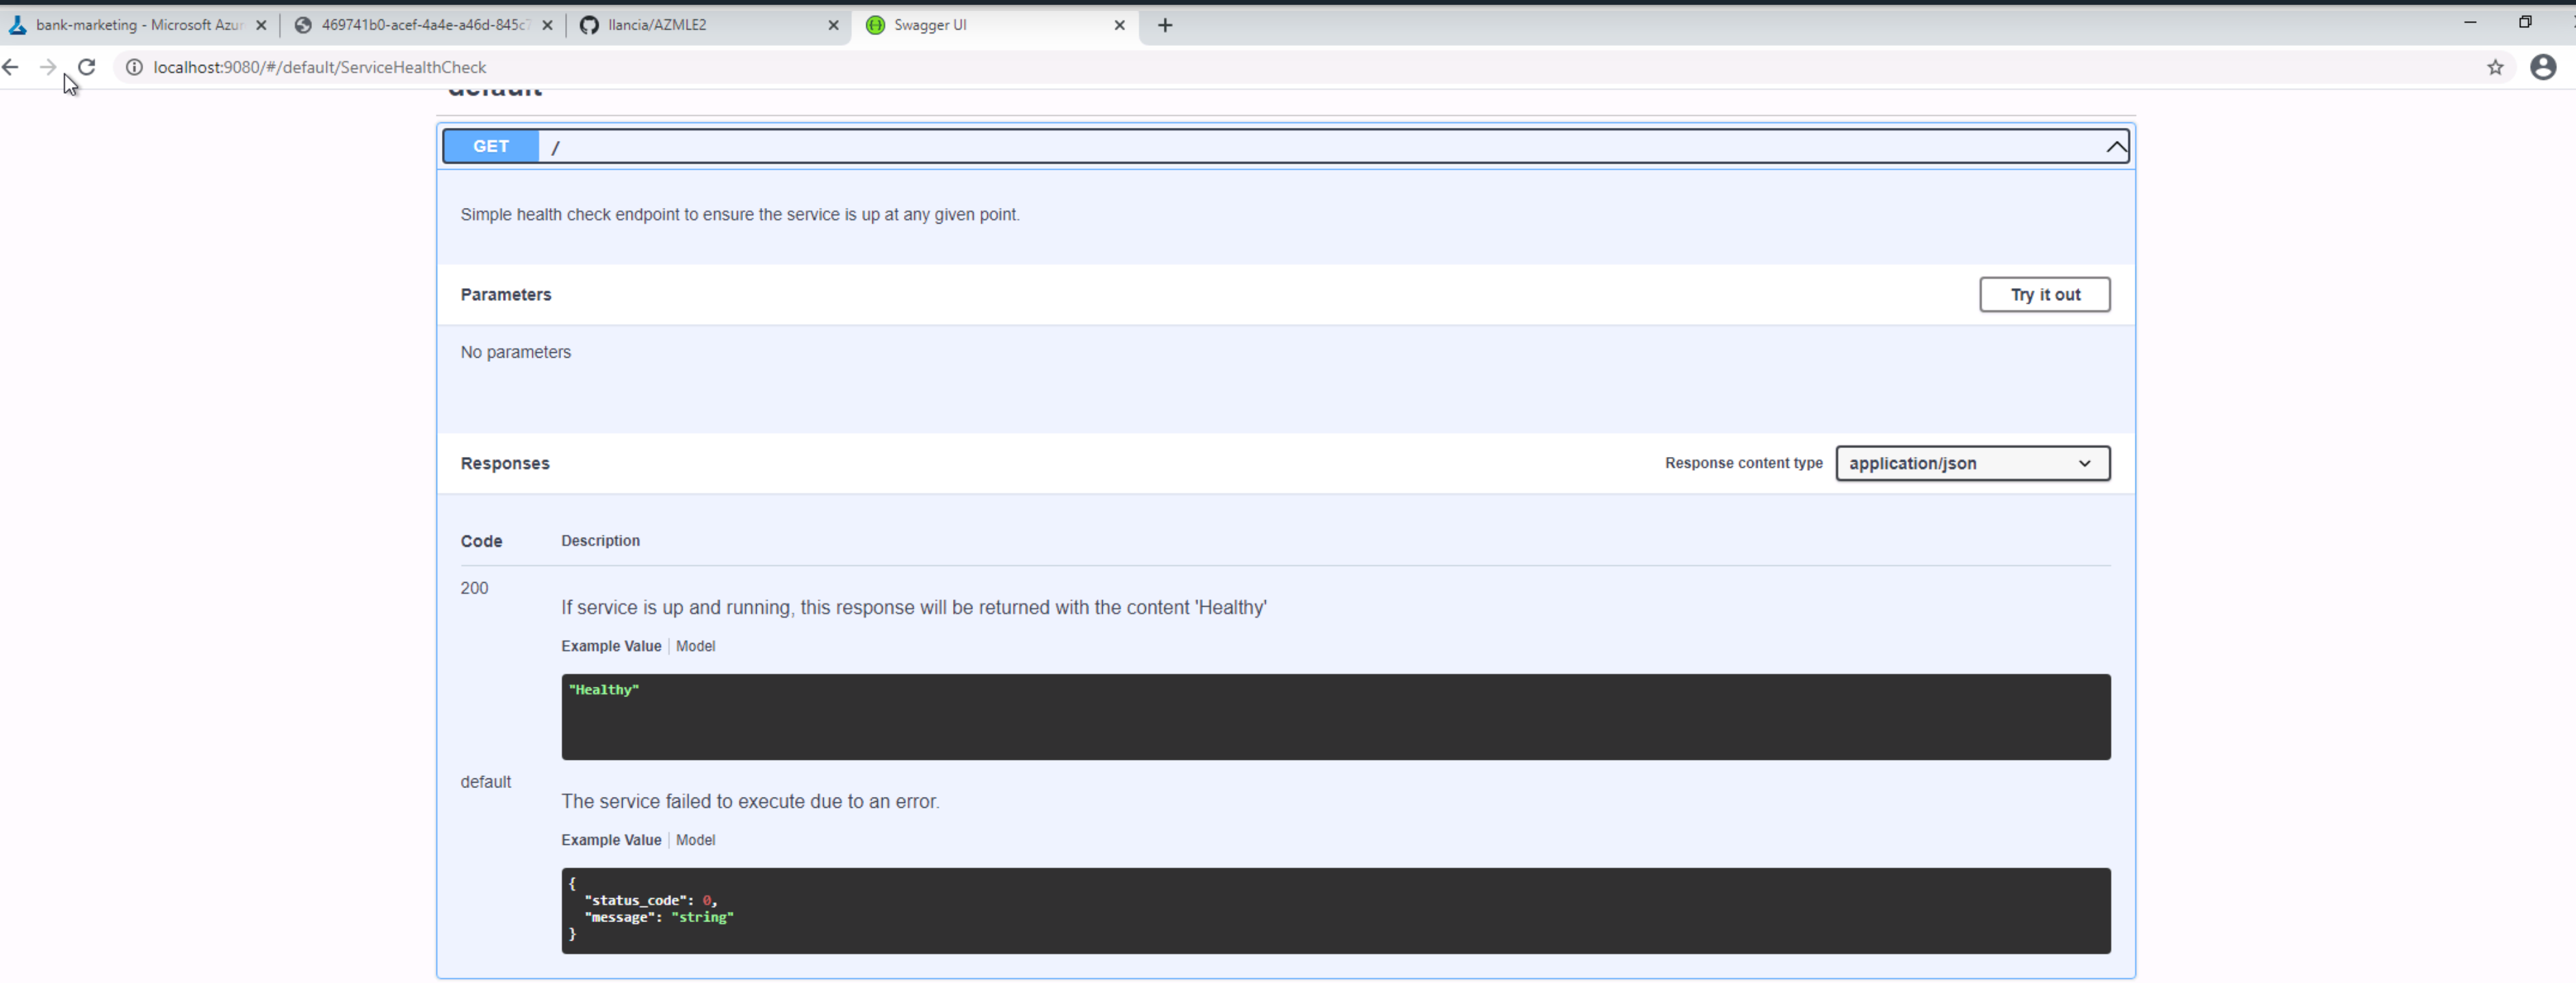 bank-marketing - Microsoft Azur
469741b0-acef-4a4e-a46d-845c7
llancia/AZMLE2
Swagger UI
localhost:9080/#/default/ServiceHealthCheck
default
GET /
Simple health check endpoint to ensure the service is up at any given point.
Parameters
Try it out
No parameters
Responses
Response content type
application/json
Code Description
200
If service is up and running, this response will be returned with the content 'Healthy'
Example Value Model
"Healthy"
default
The service failed to execute due to an error.
Example Value Model
{
"status_code": 0,
"message": "string"
}